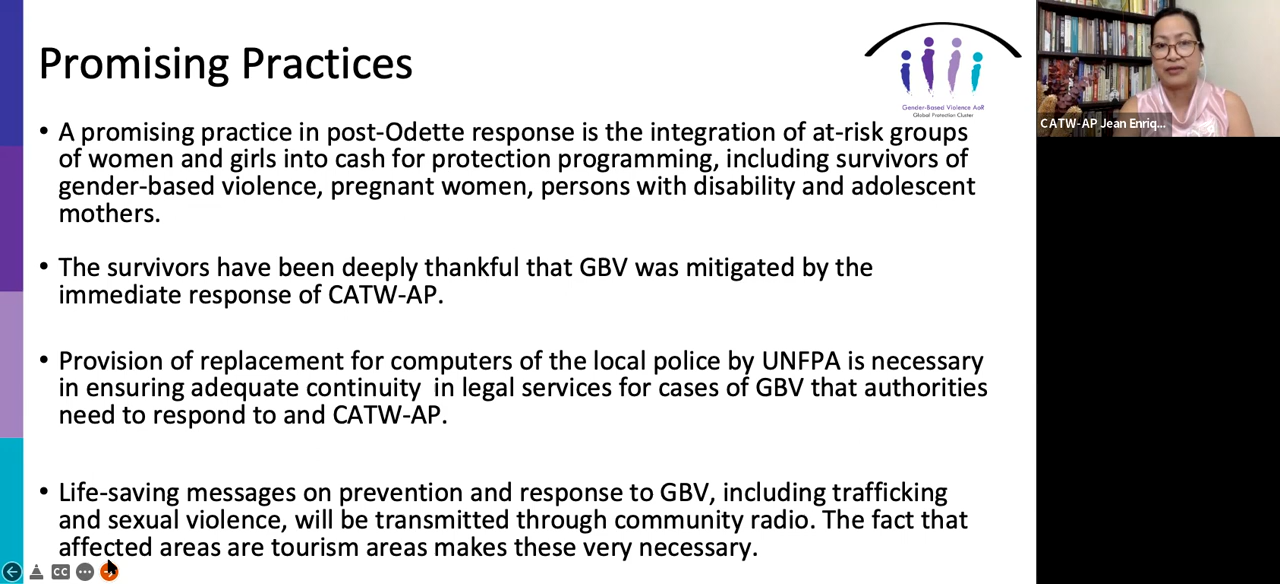 Promising Practices
Gender-Based Violence AoR
Global Protection Cluster
CATW-AP Jean Enriq...
• A promising practice in post-Odette response is the integration of at-risk groups
of women and girls into cash for protection programming, including survivors of
gender-based violence, pregnant women, persons with disability and adolescent
mothers.
• The survivors have been deeply thankful that GBV was mitigated by the
immediate response of CATW-AP.
• Provision of replacement for computers of the local police by UNFPA is necessary
in ensuring adequate continuity  in legal services for cases of GBV that authorities
need to respond to and CATW-AP.
• Life-saving messages on prevention and response to GBV, including trafficking
and sexual violence, will be transmitted through community radio. The fact that
affected areas are tourism areas makes these very necessary.
CC